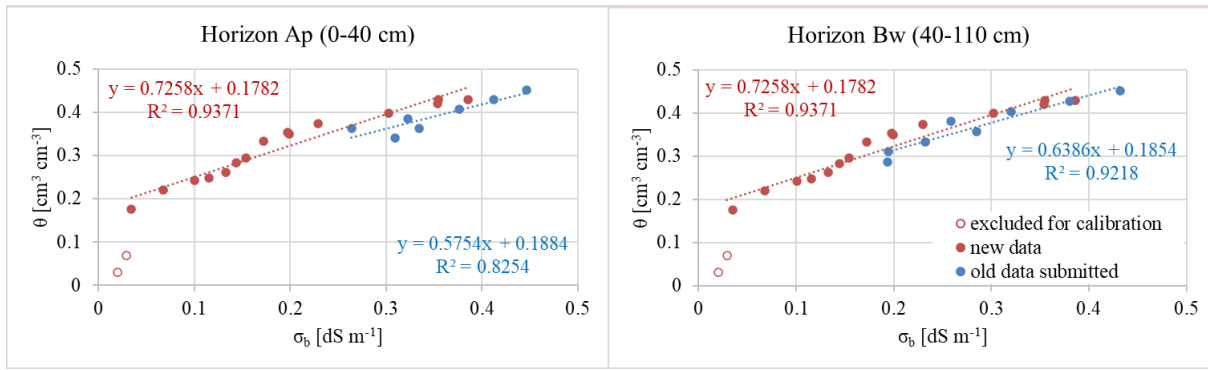 Horizon Ap (0-40 cm)
0.5
0.4
0.3
0.2
0.1
0
y = 0.7258x + 0.1782
R² = 0.9371
y = 0.5754x + 0.1884
R² = 0.8254
θ [cm³ cm⁻³]
0 0.1 0.2 0.3 0.4 0.5
σb [dS m⁻¹]
Horizon Bw (40-110 cm)
0.5
0.4
0.3
0.2
0.1
0
y = 0.7258x + 0.1782
R² = 0.9371
y = 0.6386x + 0.1854
R² = 0.9218
excluded for calibration
new data
old data submitted
θ [cm³ cm⁻³]
0 0.1 0.2 0.3 0.4 0.5
σb [dS m⁻¹]